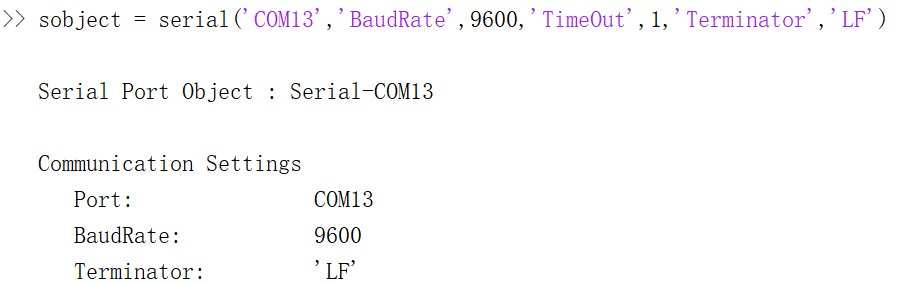 >> sobject = serial('COM13','BaudRate',9600,'TimeOut',1,'Terminator','LF')
Serial Port Object : Serial-COM13
Communication Settings
Port: COM13
BaudRate: 9600
Terminator: 'LF'